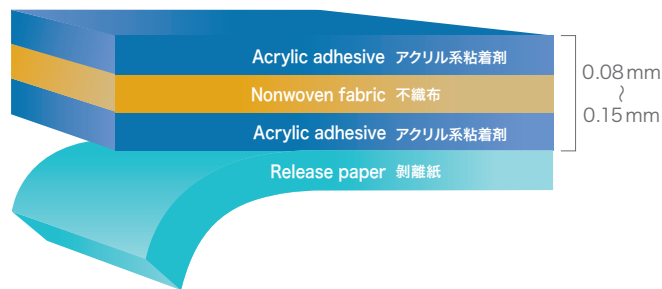 Acrylic adhesive アクリル系粘着剤
Nonwoven fabric 不織布
Acrylic adhesive アクリル系粘着剤
Release paper 剥離紙
0.08mm
~
0.15mm